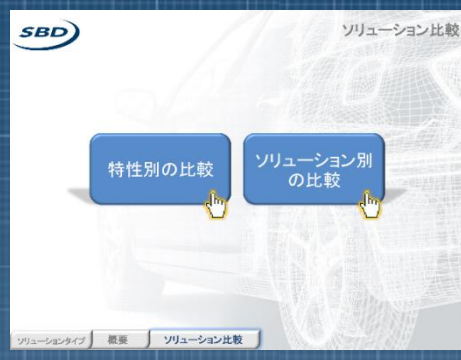 SBD
ソリューション比較
特性別の比較
ソリューション別
の比較
ソリューションタイプ
概要
ソリューション比較